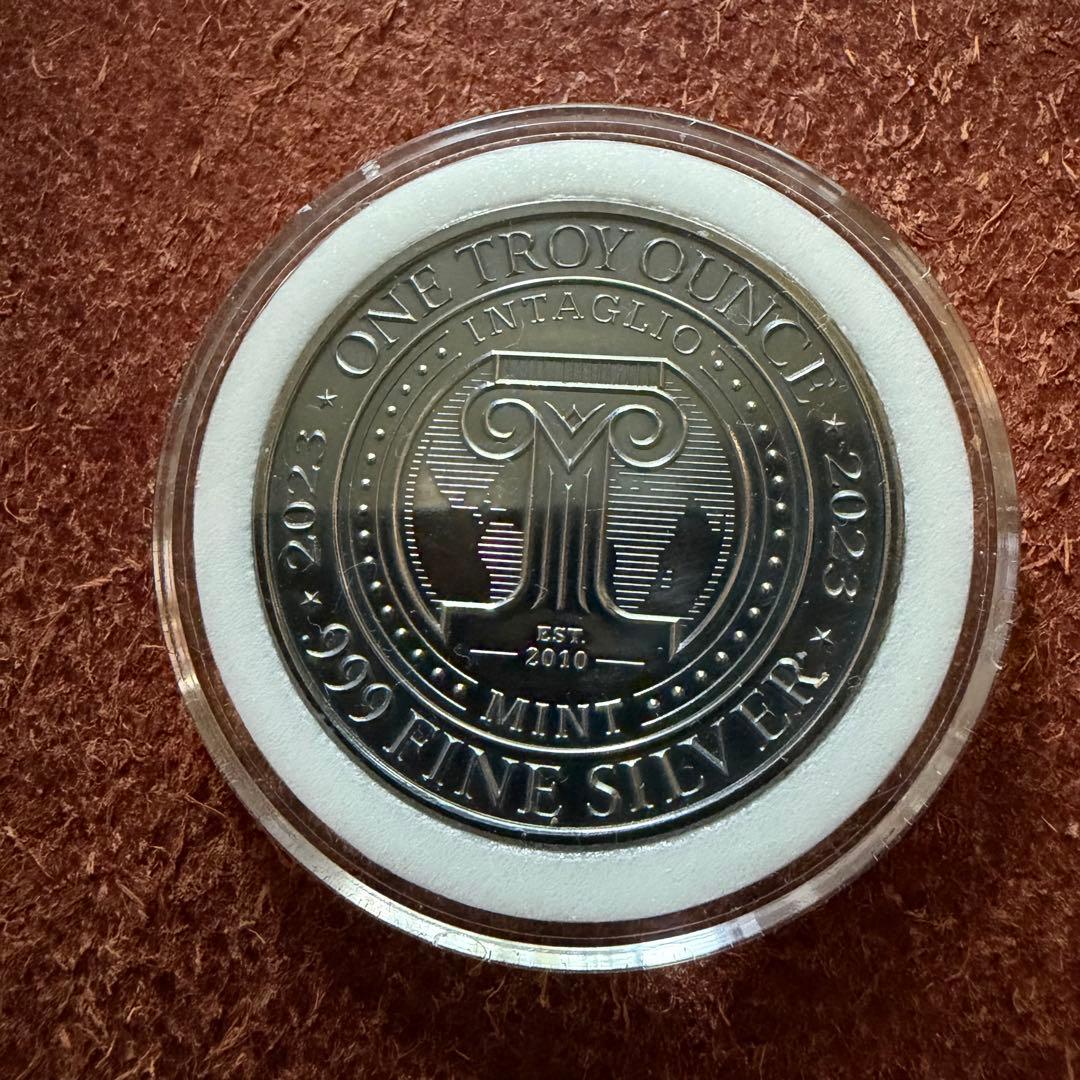 ONE TROY OUNCE
INTAGLIO
2023
2023
EST.
2010
MINT
.999 FINE SILVER